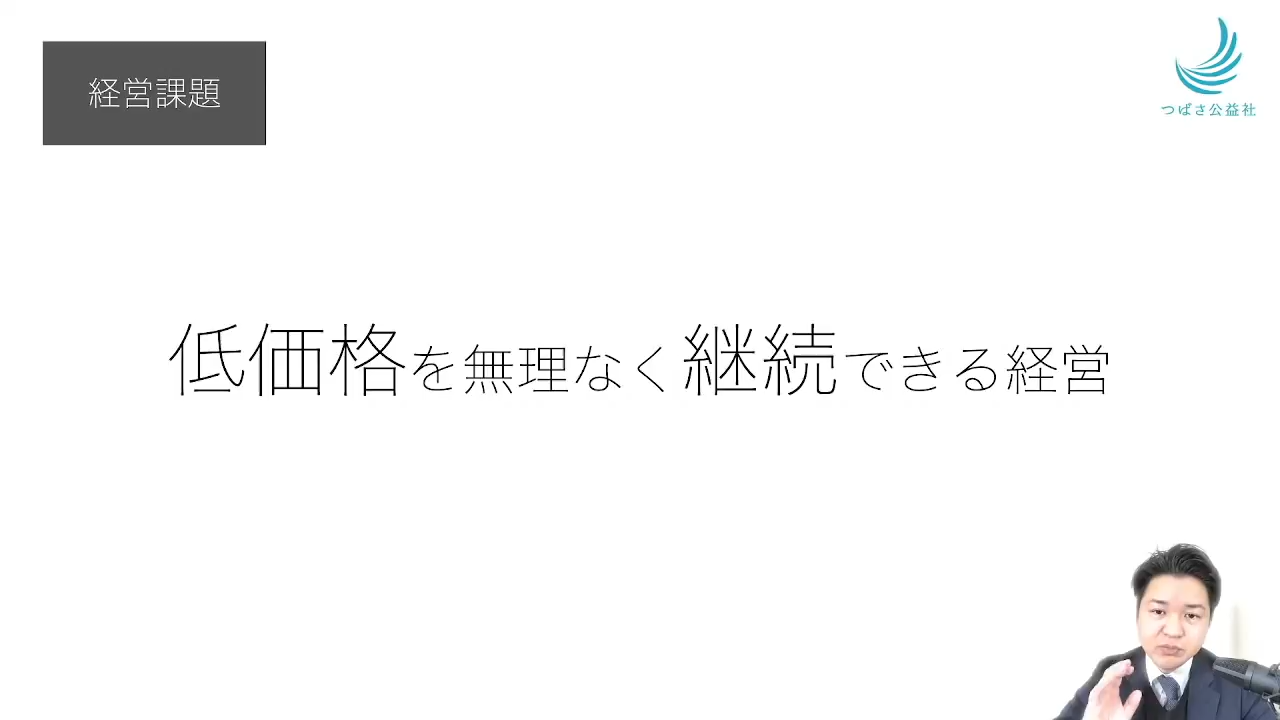 経営課題
つばさ公益社
低価格を無理なく継続できる経営